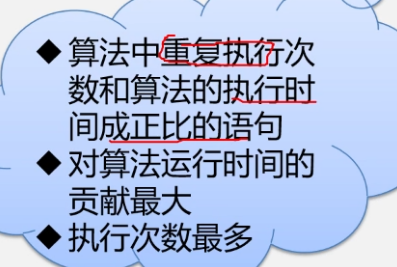 ◆ 算法中重复执行次
数和算法的执行时
间成正比的语句
◆ 对算法运行时间的
贡献最大
◆ 执行次数最多